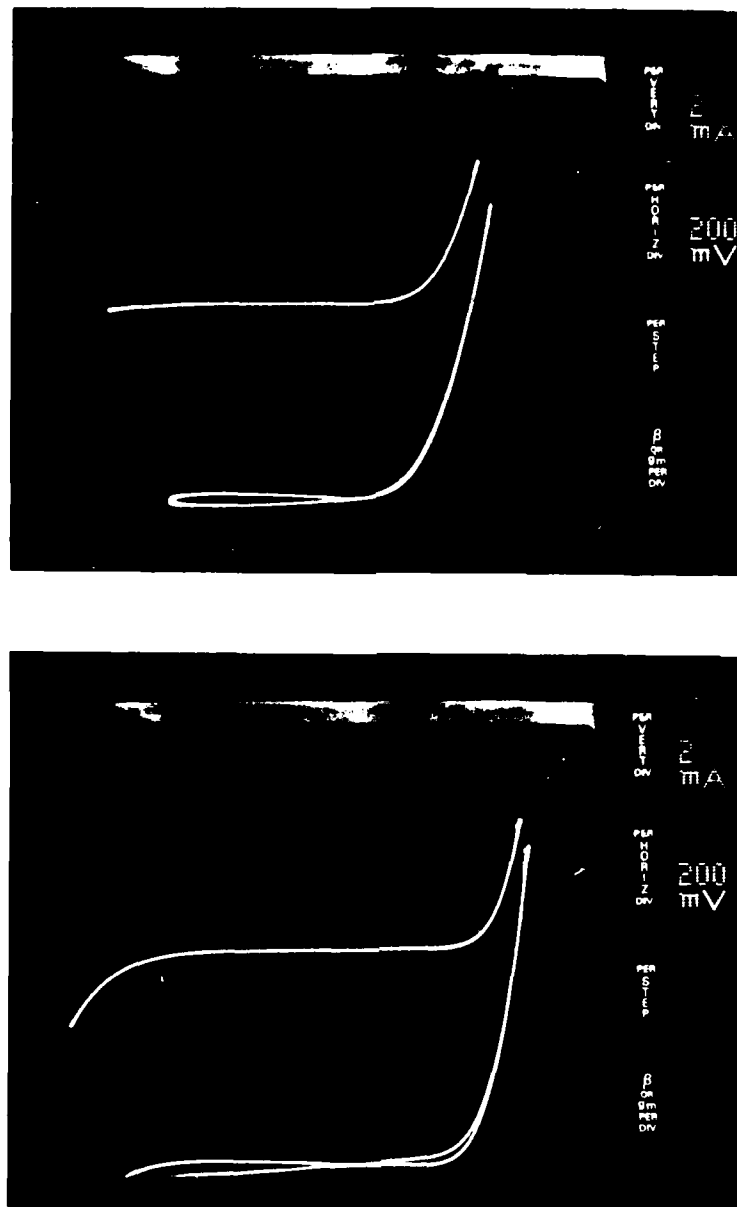 PER
VERT
DIV
2
mA
PER
HORIZ
DIV
200
mV
PER
STEP
β
OR
gm
PER
DIV
PER
VERT
DIV
2
mA
PER
HORIZ
DIV
200
mV
PER
STEP
β
OR
gm
PER
DIV